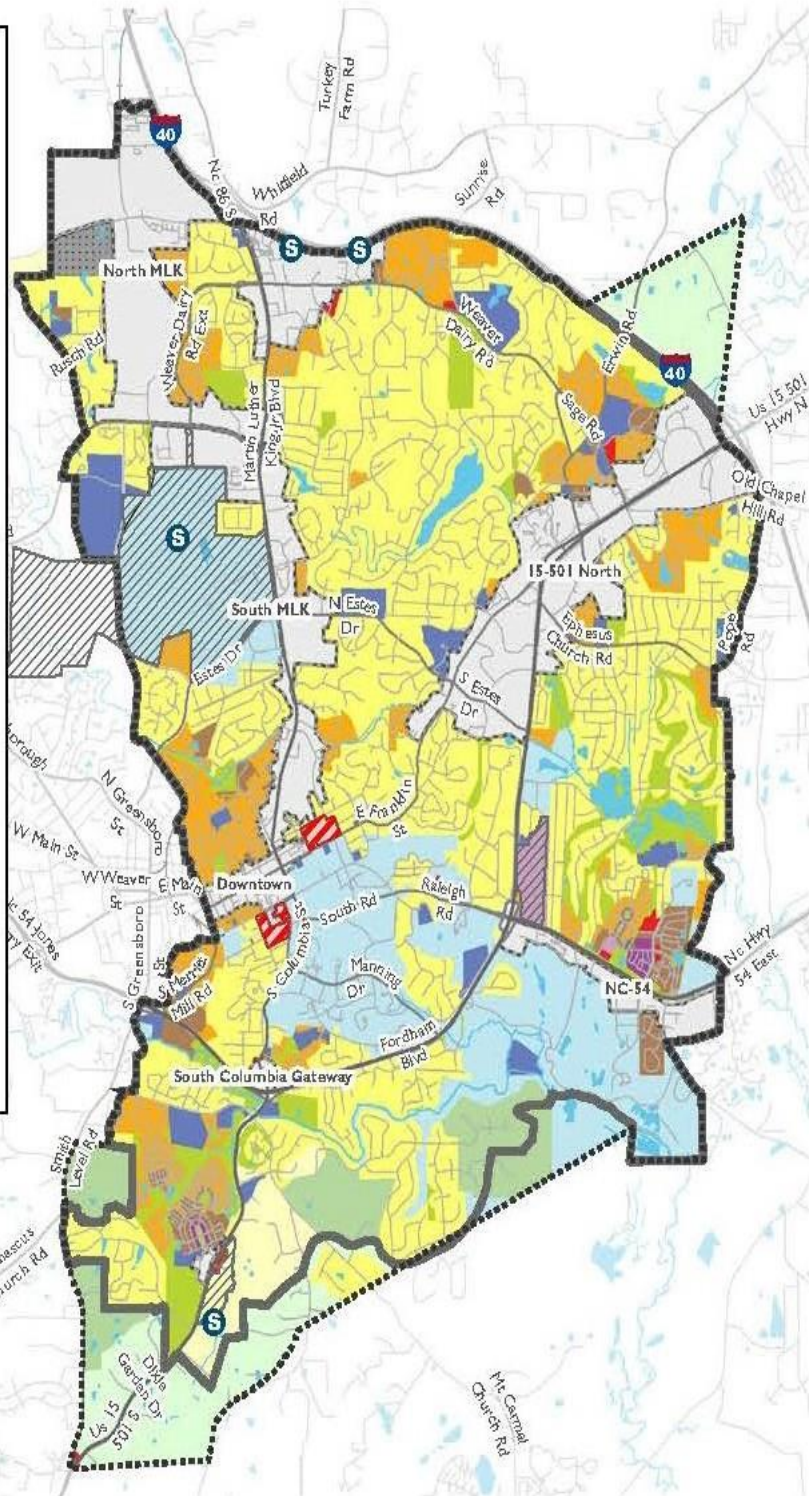 Turkey
Farm Rd
40
Nc 86 S
Whitfield
Rd
Sunrise
Rd
S
S
North MLK
Weaver Dairy
Rd Ext
Weaver
Dairy Rd
Erwin Rd
Rusch Rd
40
Us 15 501
Hwy N
Martin Luther
King Jr Blvd
Sage Rd
Old Chapel
Hill Rd
S
15-501 North
South MLK
N Estes
Dr
Ephesus
Church Rd
Pope
Rd
Estes Dr
S Estes
Dr
N Greensboro
St
E Franklin
St
W Main St
W Weaver
St
E Main
St
Downtown
South Rd
Raleigh
Rd
S Greensboro
St
S Merritt
Mill Rd
S Columbia St
Manning
Dr
Nc Hwy
54 East
NC-54
Fordham
Blvd
South Columbia Gateway
Smith
Level Rd
S
Dixie
Garden Dr
Us 15
501 S
Mt Carmel
Church Rd